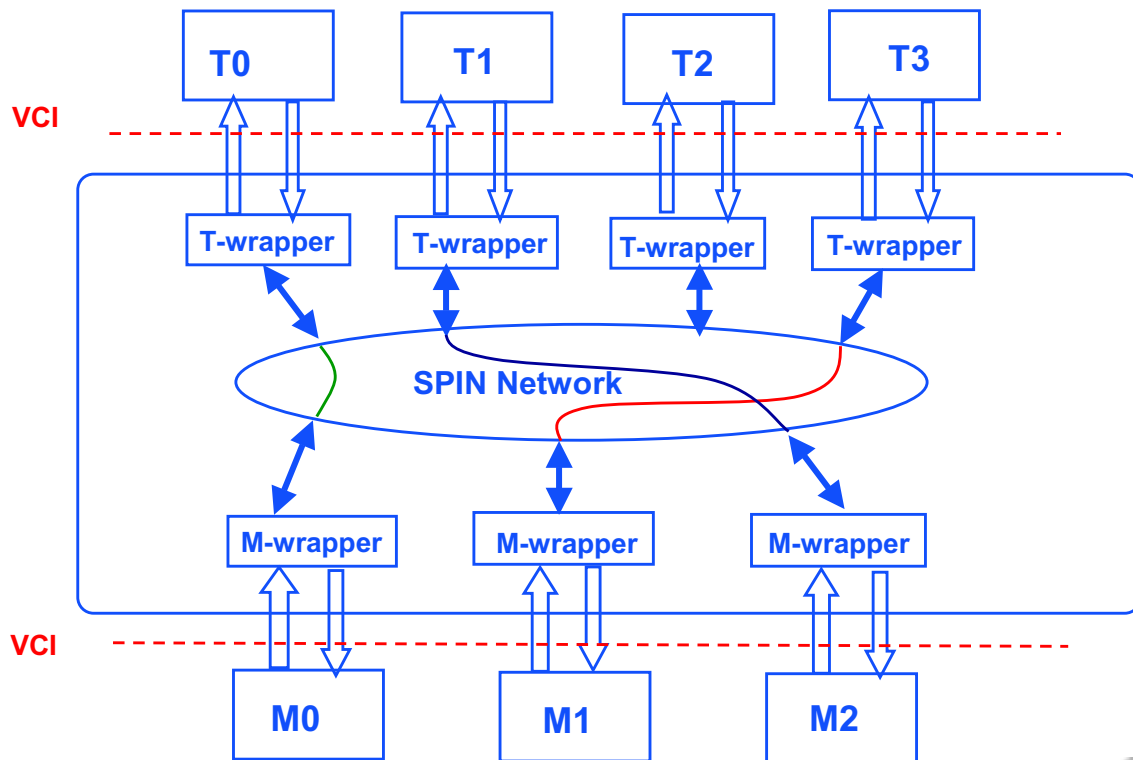 T0
T1
T2
T3
VCI
T-wrapper
T-wrapper
T-wrapper
T-wrapper
SPIN Network
M-wrapper
M-wrapper
M-wrapper
VCI
M0
M1
M2